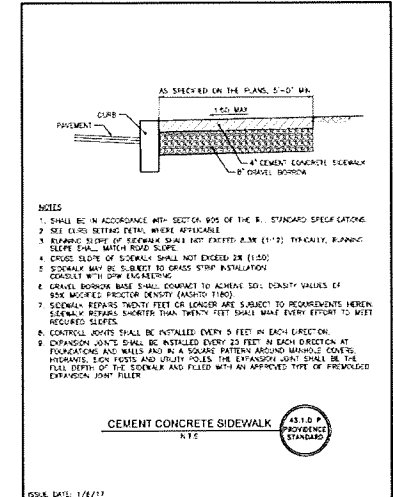 AS SPECIFIED ON THE PLANS, 5'-0" MIN.
1:50 MAX
CURB
PAVEMENT
4" CEMENT CONCRETE SIDEWALK
8" GRAVEL BORROW
NOTES
1. SHALL BE IN ACCORDANCE WITH SECTION 905 OF THE R.I. STANDARD SPECIFICATIONS.
2. SEE CURB SETTING DETAIL WHERE APPLICABLE
3. RUNNING SLOPE OF SIDEWALK SHALL NOT EXCEED 8.3% (1:12) TYPICALLY, RUNNING
SLOPE SHALL MATCH ROAD SLOPE.
4. CROSS SLOPE OF SIDEWALK SHALL NOT EXCEED 2% (1:50)
5. SIDEWALK MAY BE SUBJECT TO GRASS STRIP INSTALLATION
CONSULT WITH DPW ENGINEERING
6. GRAVEL BORROW BASE SHALL COMPACT TO ACHIEVE SOIL DENSITY VALUES OF
95% MODIFIED PROCTOR DENSITY (AASHTO T180).
7. SIDEWALK REPAIRS TWENTY FEET OR LONGER ARE SUBJECT TO REQUIREMENTS HEREIN.
SIDEWALK REPAIRS SHORTER THAN TWENTY FEET SHALL MAKE EVERY EFFORT TO MEET
REQUIRED SLOPES.
8. CONTROL JOINTS SHALL BE INSTALLED EVERY 5 FEET IN EACH DIRECTION.
9. EXPANSION JOINTS SHALL BE INSTALLED EVERY 20 FEET IN EACH DIRECTION AT
FOUNDATIONS AND WALLS AND IN A SQUARE PATTERN AROUND MANHOLE COVERS,
HYDRANTS, SIGN POSTS AND UTILITY POLES. THE EXPANSION JOINT SHALL BE THE
FULL DEPTH OF THE SIDEWALK AND FILLED WITH AN APPROVED TYPE OF PREMOLDED
EXPANSION JOINT FILLER
CEMENT CONCRETE SIDEWALK
N.T.S
43.1.0 P
PROVIDENCE
STANDARD
ISSUE DATE: 1/6/17